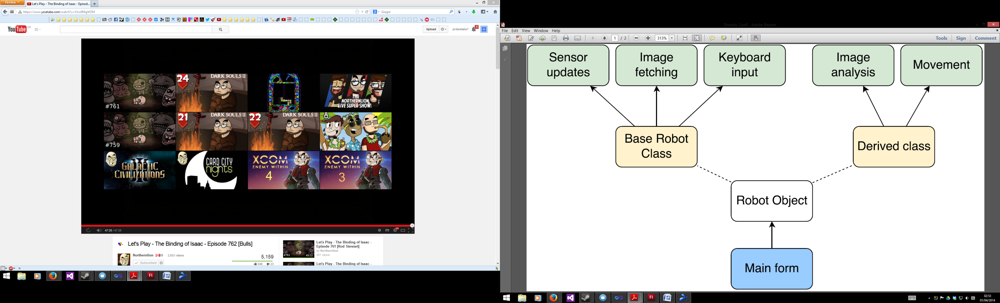 Firefox
Let's Play - The Binding of Isaac - Episod...
https://www.youtube.com/watch?v=X3vx9NlgWZM
Google
YouTube GB
Upload
jordanblake7
1
#761
24
DARK SOULS II
THE
NORTHERNLION
LIVE SUPER SHOW!
#759
21
DARK SOULS II
22
DARK SOULS II
GALACTIC
CIVILIZATIONS
III
CARD CITY
nights
XCOM
ENEMY WITHIN
4
XCOM
ENEMY WITHIN
3
47:25 / 47:25
Let's Play - The Binding of Isaac - Episode 762 [Bulls]
Northernlion
2,933 videos
Subscribed
5,159
646
23
#761
49:32
Let's Play - The Binding of Isaac -
Episode 761 [Rod Stewart]
by Northernlion
301 views
Let's Play - The Binding of Isaac -
Threads-2.pdf - Adobe Reader
File Edit View Window Help
1 / 2
313%
Tools Sign Comment
Sensor
updates
Image
fetching
Keyboard
input
Image
analysis
Movement
Base Robot
Class
Derived class
Robot Object
Main form
02:53
01/04/2014